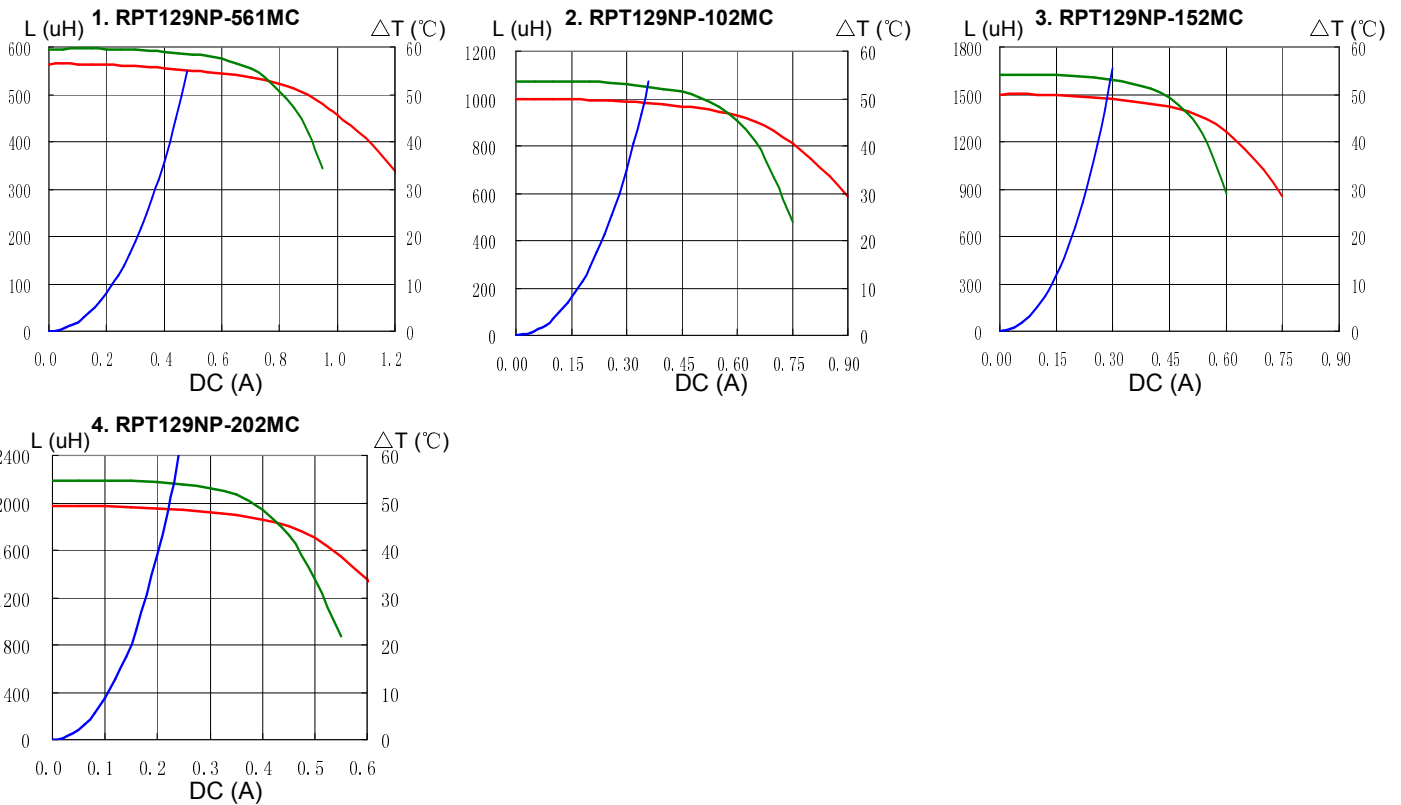 1. RPT129NP-561MC
L (uH) △T (℃)
600 60
500 50
400 40
300 30
200 20
100 10
0 0
0.0 0.2 0.4 0.6 0.8 1.0 1.2
DC (A)
2. RPT129NP-102MC
L (uH) △T (℃)
1200 60
1000 50
800 40
600 30
400 20
200 10
0 0
0.00 0.15 0.30 0.45 0.60 0.75 0.90
DC (A)
3. RPT129NP-152MC
L (uH) △T (℃)
1800 60
1500 50
1200 40
900 30
600 20
300 10
0 0
0.00 0.15 0.30 0.45 0.60 0.75 0.90
DC (A)
4. RPT129NP-202MC
L (uH) △T (℃)
2400 60
2000 50
1600 40
1200 30
800 20
400 10
0 0
0.0 0.1 0.2 0.3 0.4 0.5 0.6
DC (A)